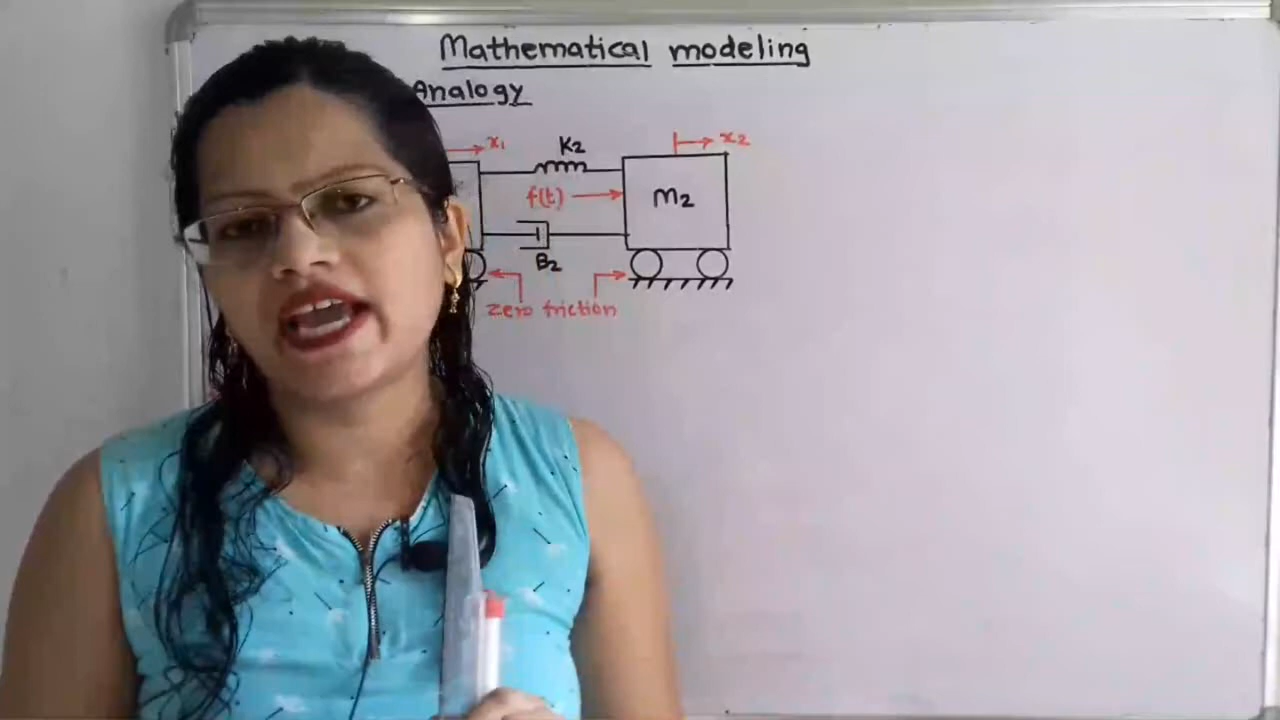 Mathematical modeling
Analogy
x₁ K₂ x₂
f(t) M₂
B₂
zero friction